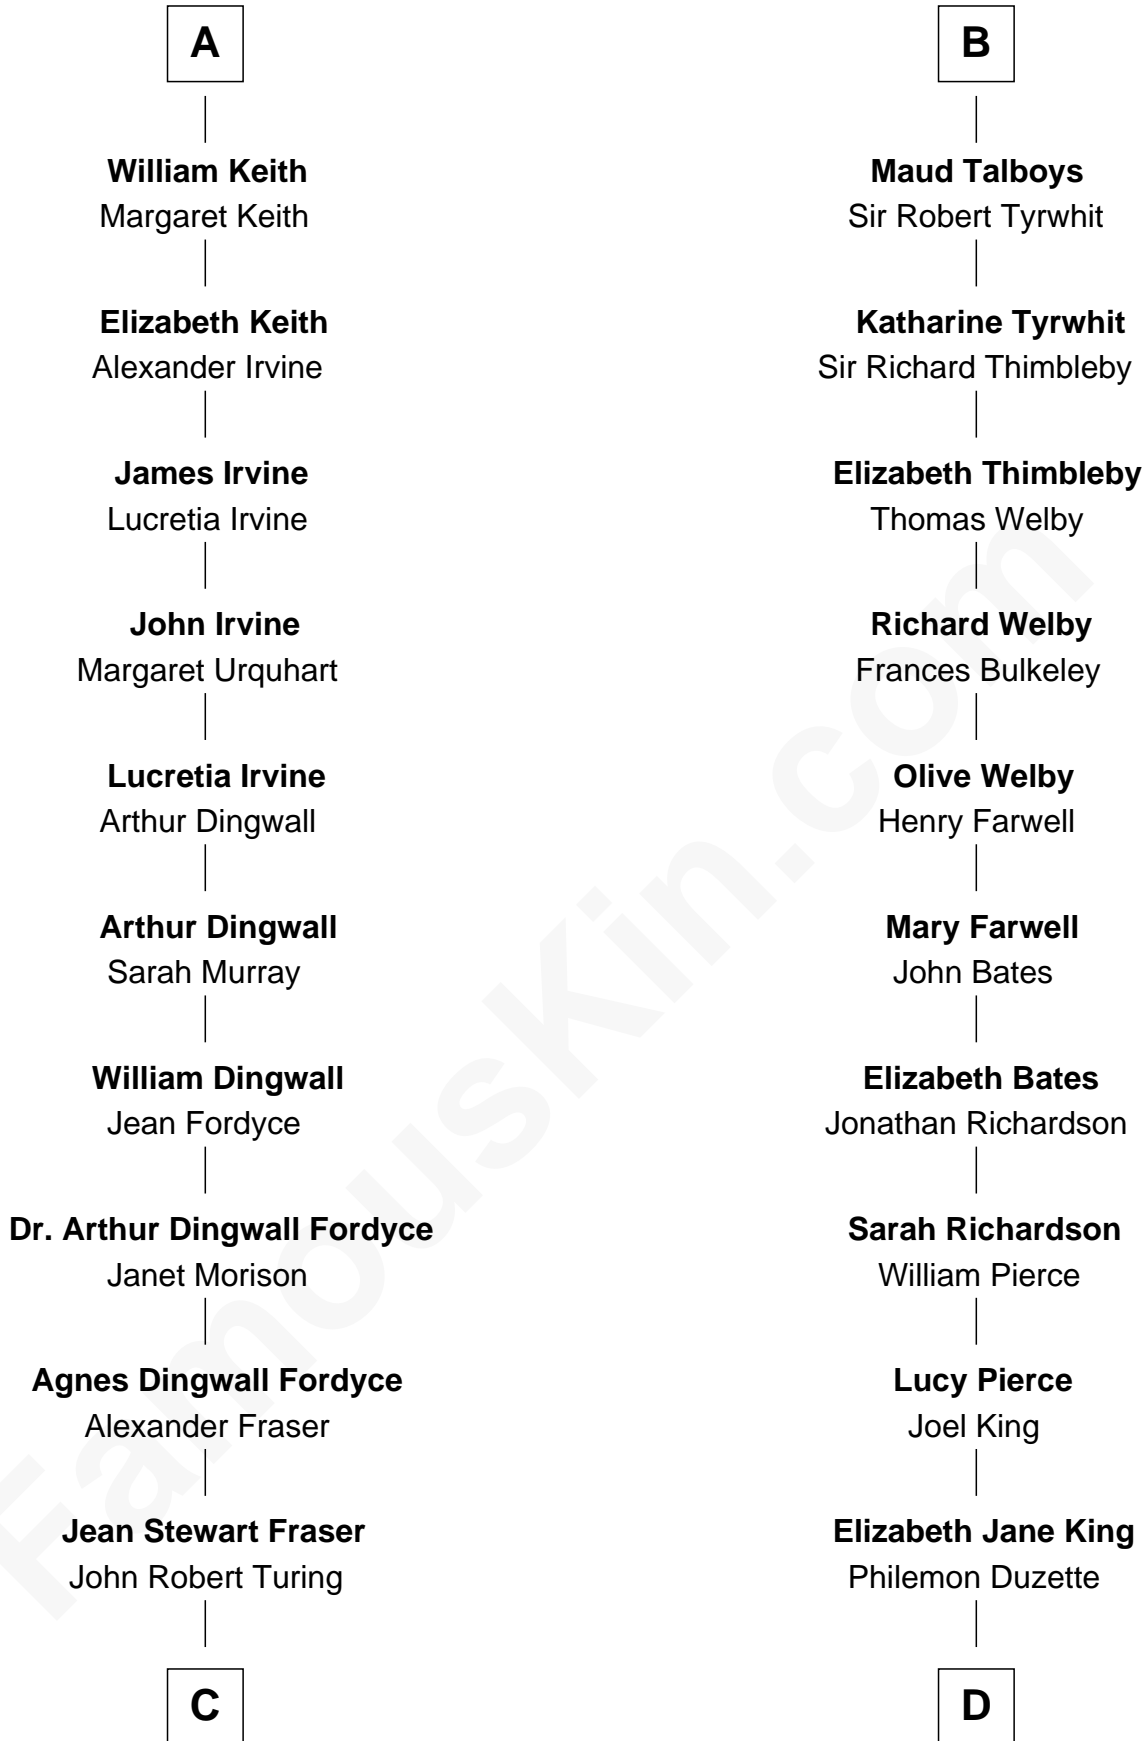 A
William Keith
Margaret Keith
Elizabeth Keith
Alexander Irvine
James Irvine
Lucretia Irvine
John Irvine
Margaret Urquhart
Lucretia Irvine
Arthur Dingwall
Arthur Dingwall
Sarah Murray
William Dingwall
Jean Fordyce
Dr. Arthur Dingwall Fordyce
Janet Morison
Agnes Dingwall Fordyce
Alexander Fraser
Jean Stewart Fraser
John Robert Turing
C
B
Maud Talboys
Sir Robert Tyrwhit
Katharine Tyrwhit
Sir Richard Thimbleby
Elizabeth Thimbleby
Thomas Welby
Richard Welby
Frances Bulkeley
Olive Welby
Henry Farwell
Mary Farwell
John Bates
Elizabeth Bates
Jonathan Richardson
Sarah Richardson
William Pierce
Lucy Pierce
Joel King
Elizabeth Jane King
Philemon Duzette
D
FamousKin.com